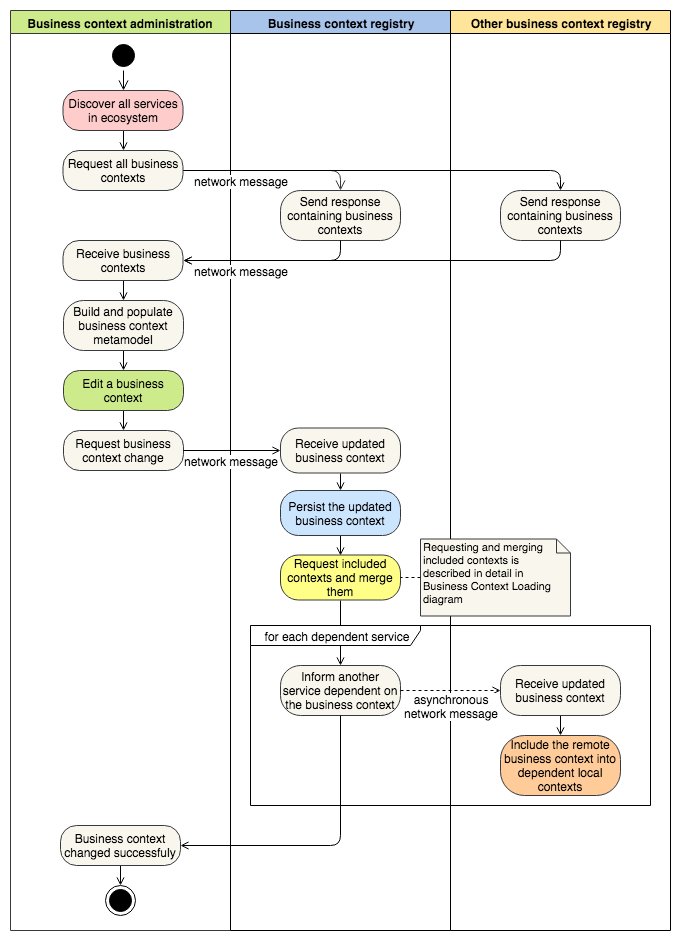 Business context administration
Business context registry
Other business context registry
Discover all services
in ecosystem
Request all business
contexts
network message
Send response
containing business
contexts
Send response
containing business
contexts
Receive business
contexts
network message
Build and populate
business context
metamodel
Edit a business
context
Request business
context change
network message
Receive updated
business context
Persist the updated
business context
Request included
contexts and merge
them
Requesting and merging
included contexts is
described in detail in
Business Context Loading
diagram
for each dependent service
Inform another
service dependent on
the business context
asynchronous
network message
Receive updated
business context
Include the remote
business context into
dependent local
contexts
Business context
changed successfuly